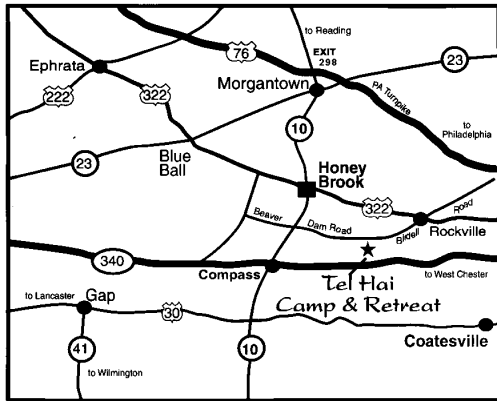 to Reading
76
EXIT
298
23
Ephrata
Morgantown
PA Turnpike
222
322
to
Philadelphia
10
Blue
Ball
23
Honey
Brook
322
Beaver Dam Road
Birdell Road
Rockville
340
Compass
to West Chester
Tel Hai
Camp & Retreat
to Lancaster
Gap
30
Coatesville
41
10
to Wilmington